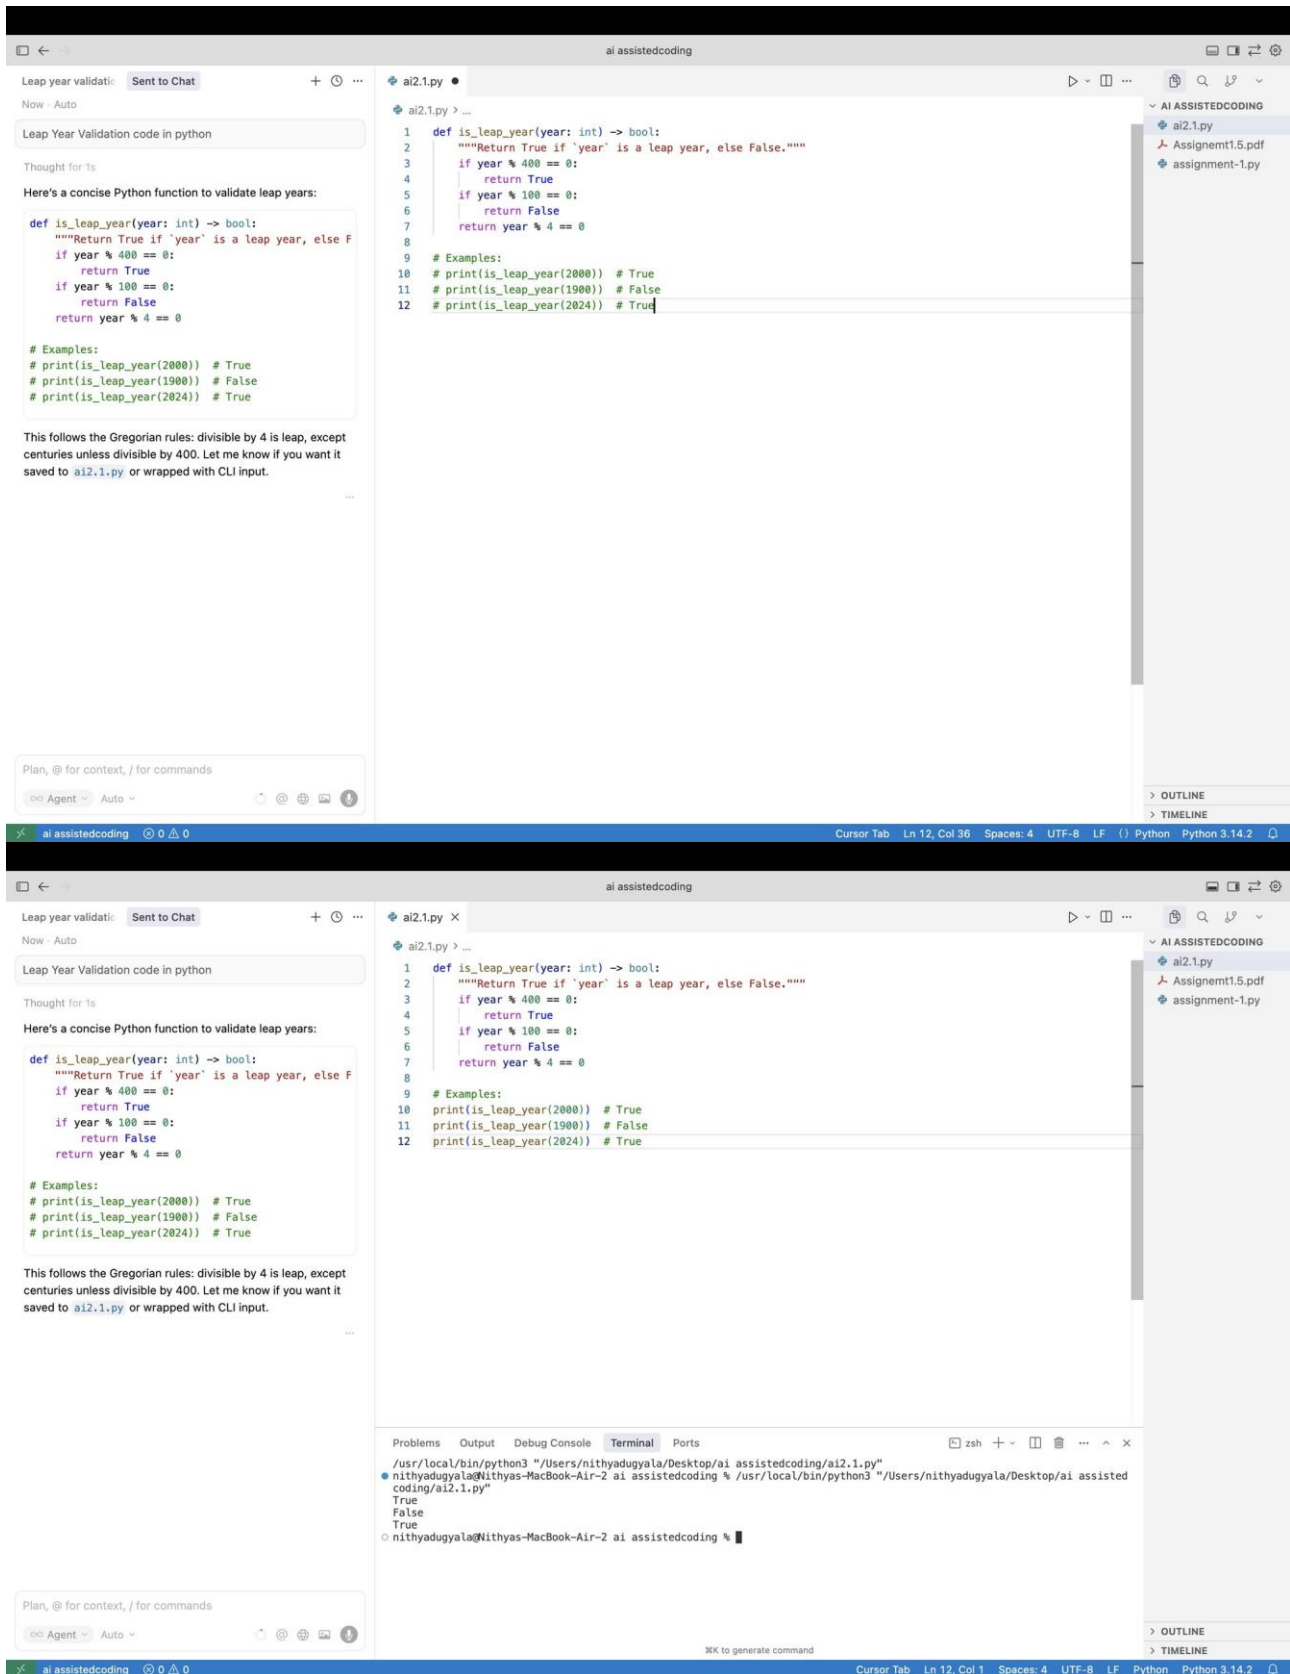 ai assistedcoding
Leap year validatic Sent to Chat
Now - Auto
Leap Year Validation code in python
Thought for 1s
Here's a concise Python function to validate leap years:
def is_leap_year(year: int) -> bool:
    """Return True if `year` is a leap year, else F
    if year % 400 == 0:
        return True
    if year % 100 == 0:
        return False
    return year % 4 == 0
# Examples:
# print(is_leap_year(2000))  # True
# print(is_leap_year(1900))  # False
# print(is_leap_year(2024))  # True
This follows the Gregorian rules: divisible by 4 is leap, except
centuries unless divisible by 400. Let me know if you want it
saved to ai2.1.py or wrapped with CLI input.
Plan, @ for context, / for commands
Agent Auto
ai2.1.py
ai2.1.py > ...
1 def is_leap_year(year: int) -> bool:
2     """Return True if `year` is a leap year, else False."""
3     if year % 400 == 0:
4         return True
5     if year % 100 == 0:
6         return False
7     return year % 4 == 0
8
9 # Examples:
10 # print(is_leap_year(2000))  # True
11 # print(is_leap_year(1900))  # False
12 # print(is_leap_year(2024))  # True
AI ASSISTEDCODING
ai2.1.py
Assignemt1.5.pdf
assignment-1.py
> OUTLINE
> TIMELINE
ai assistedcoding 0 0 Cursor Tab Ln 12, Col 36 Spaces: 4 UTF-8 LF {} Python Python 3.14.2
ai assistedcoding
Leap year validatic Sent to Chat
Now - Auto
Leap Year Validation code in python
Thought for 1s
Here's a concise Python function to validate leap years:
def is_leap_year(year: int) -> bool:
    """Return True if `year` is a leap year, else F
    if year % 400 == 0:
        return True
    if year % 100 == 0:
        return False
    return year % 4 == 0
# Examples:
# print(is_leap_year(2000))  # True
# print(is_leap_year(1900))  # False
# print(is_leap_year(2024))  # True
This follows the Gregorian rules: divisible by 4 is leap, except
centuries unless divisible by 400. Let me know if you want it
saved to ai2.1.py or wrapped with CLI input.
Plan, @ for context, / for commands
Agent Auto
ai2.1.py
ai2.1.py > ...
1 def is_leap_year(year: int) -> bool:
2     """Return True if `year` is a leap year, else False."""
3     if year % 400 == 0:
4         return True
5     if year % 100 == 0:
6         return False
7     return year % 4 == 0
8
9 # Examples:
10 print(is_leap_year(2000))  # True
11 print(is_leap_year(1900))  # False
12 print(is_leap_year(2024))  # True
Problems Output Debug Console Terminal Ports zsh
/usr/local/bin/python3 "/Users/nithyadugyala/Desktop/ai assistedcoding/ai2.1.py"
nithyadugyala@Nithyas-MacBook-Air-2 ai assistedcoding % /usr/local/bin/python3 "/Users/nithyadugyala/Desktop/ai assisted
coding/ai2.1.py"
True
False
True
nithyadugyala@Nithyas-MacBook-Air-2 ai assistedcoding %
⌘K to generate command
AI ASSISTEDCODING
ai2.1.py
Assignemt1.5.pdf
assignment-1.py
> OUTLINE
> TIMELINE
ai assistedcoding 0 0 Cursor Tab Ln 12, Col 1 Spaces: 4 UTF-8 LF Python Python 3.14.2